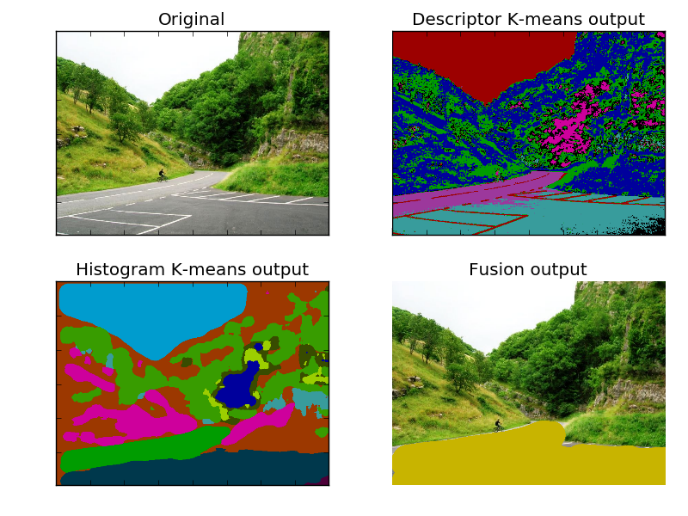 Original
Descriptor K-means output
Histogram K-means output
Fusion output